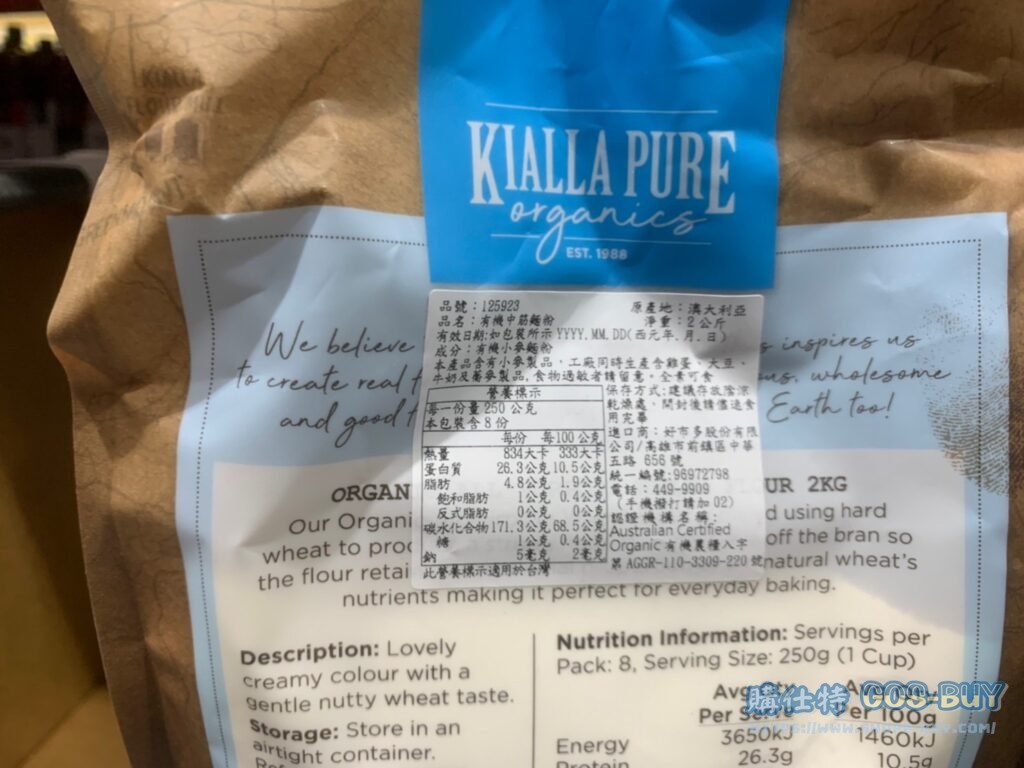 KIALLA PURE
organics
EST. 1988
We believe
s inspires us
to create real f
ous, wholesome
and good f
Earth too!
品號：125923
原產地：澳大利亞
品名：有機中筋麵粉
淨重：2公斤
有效日期:如包裝所示 YYYY.MM.DD(西元年.月.日)
成分：有機小麥麵粉
本產品含有小麥製品，工廠同時生產含雞蛋、大豆、
牛奶及蕎麥製品,食物過敏者請留意。全素可食
營養標示
每一份量 250 公克
本包裝含 8 份
每份 每100公克
熱量 834大卡 333大卡
蛋白質 26.3公克 10.5公克
脂肪 4.8公克 1.9公克
飽和脂肪 1公克 0.4公克
反式脂肪 0公克 0公克
碳水化合物 171.3公克 68.5公克
糖 1公克 0.4公克
鈉 5毫克 2毫克
此營養標示適用於台灣
保存方式:建議存放陰涼
乾燥處，開封後請儘速食
用完畢
進口商：好市多股份有限
公司/高雄市前鎮區中華
五路 656 號
統一編號:96972798
電話：449-9909
(手機撥打請加 02)
認證機構名稱:
Australian Certified
Organic 有機農糧入字
第 AGGR-110-3309-220 號
ORGAN
UR 2KG
Our Organi
d using hard
wheat to proc
off the bran so
the flour retai
natural wheat's
nutrients making it perfect for everyday baking.
Description: Lovely
creamy colour with a
gentle nutty wheat taste.
Storage: Store in an
airtight container.
Nutrition Information: Servings per
Pack: 8, Serving Size: 250g (1 Cup)
Per 100g
Energy 3650kJ 1460kJ
Protein 26.3g 10.5g
購仕特 COS-BUY